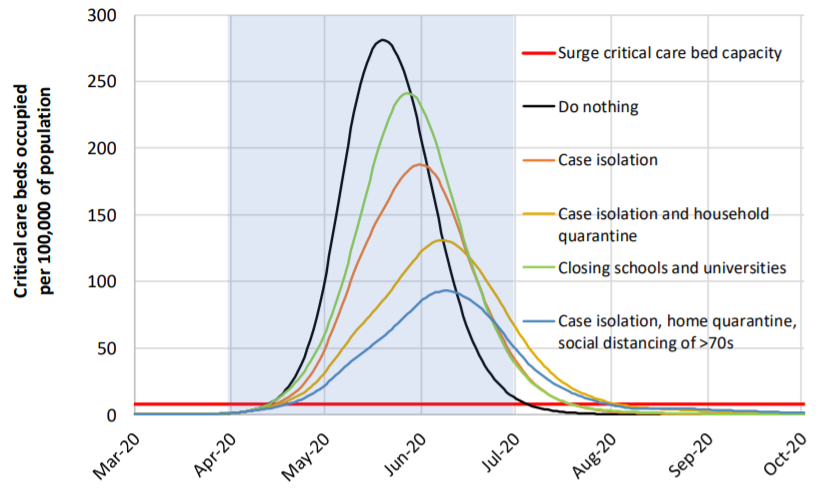 Critical care beds occupied
per 100,000 of population
300
250
200
150
100
50
0
Surge critical care bed capacity
Do nothing
Case isolation
Case isolation and household
quarantine
Closing schools and universities
Case isolation, home quarantine,
social distancing of >70s
Mar-20
Apr-20
May-20
Jun-20
Jul-20
Aug-20
Sep-20
Oct-20